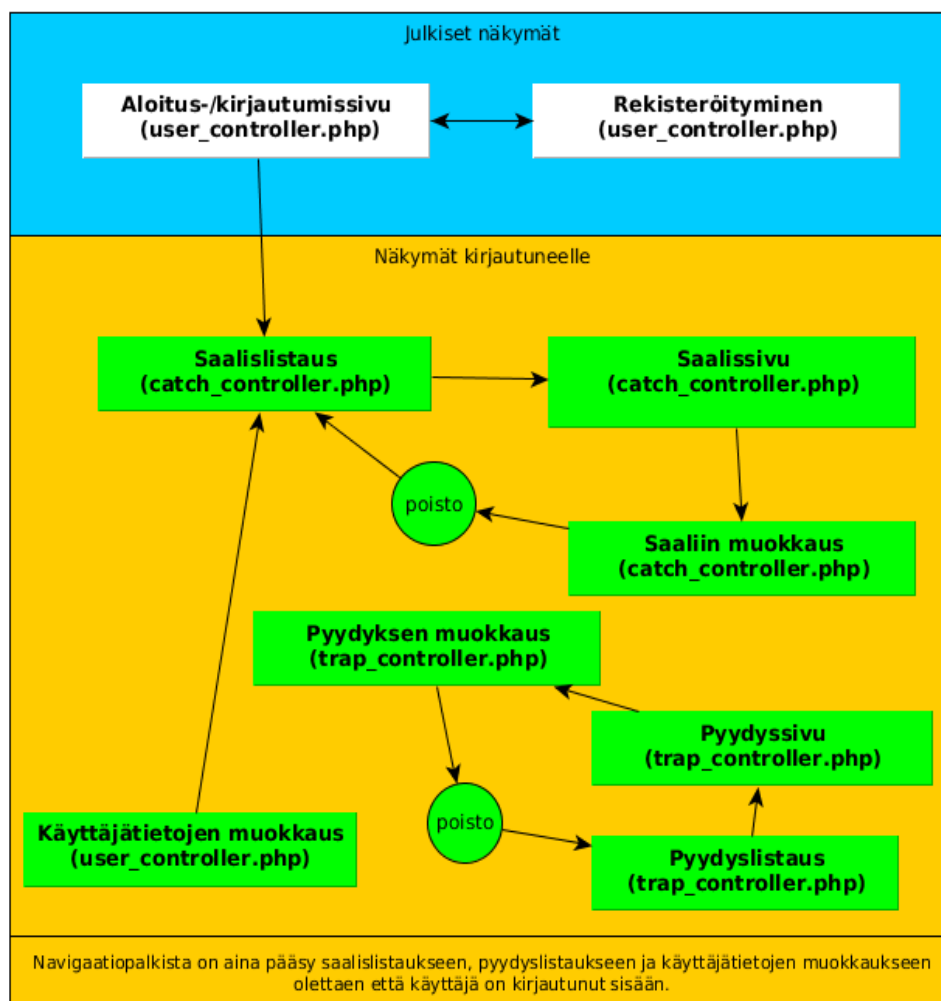 Julkiset näkymät
Aloitus-/kirjautumissivu
(user_controller.php)
Rekisteröityminen
(user_controller.php)
Näkymät kirjautuneelle
Saalislistaus
(catch_controller.php)
Saalissivu
(catch_controller.php)
poisto
Saaliin muokkaus
(catch_controller.php)
Pyydyksen muokkaus
(trap_controller.php)
Pyydyssivu
(trap_controller.php)
poisto
Käyttäjätietojen muokkaus
(user_controller.php)
Pyydyslistaus
(trap_controller.php)
Navigaatiopalkista on aina pääsy saalislistaukseen, pyydyslistaukseen ja käyttäjätietojen muokkaukseen
olettaen että käyttäjä on kirjautunut sisään.